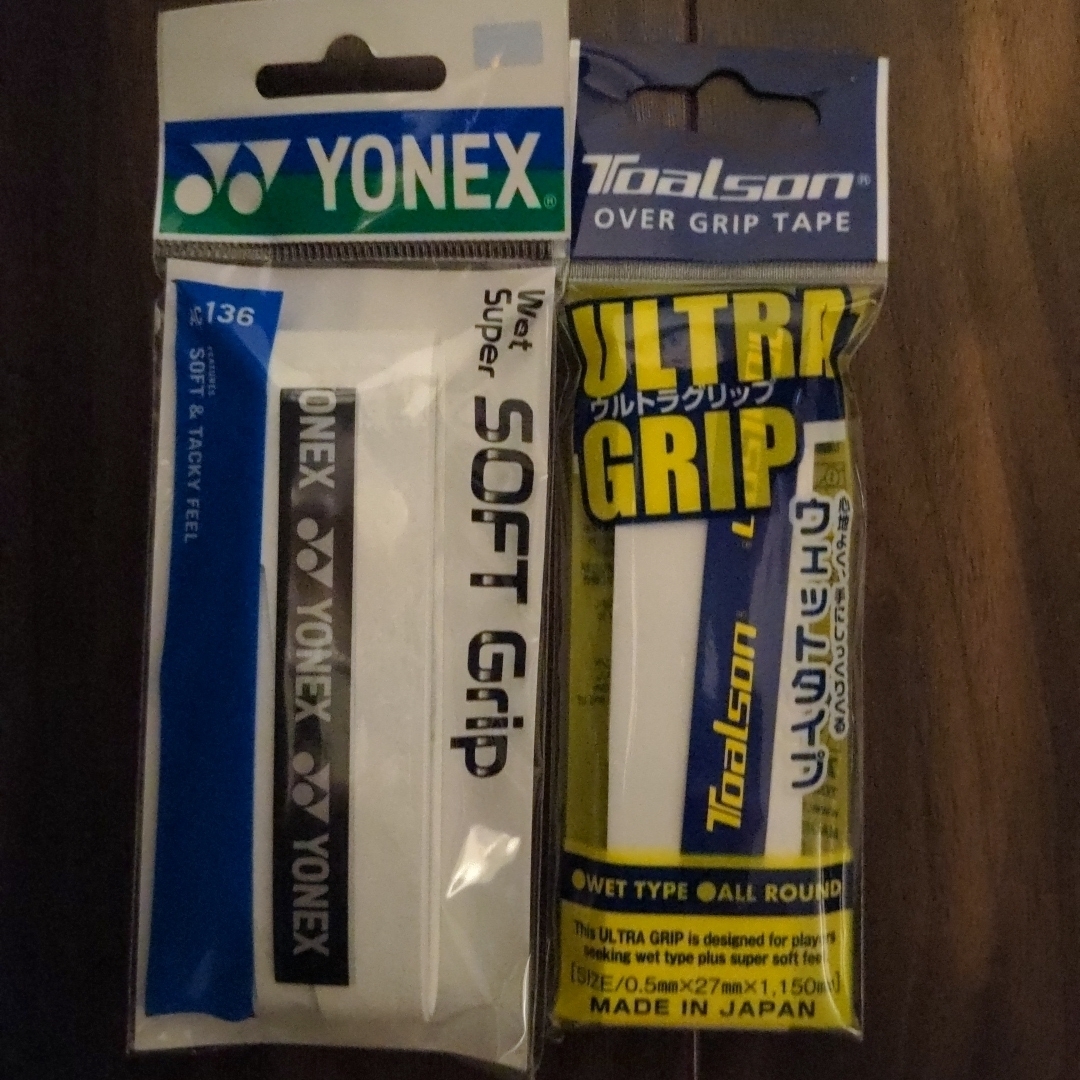 YONEX®
136
FEATURES
SOFT & TACKY FEEL
ONEX YONEX YONEX
Wet
Super
SOFT Grip
Toalson®
OVER GRIP TAPE
ULTRA
ウルトラグリップ
GRIP
Toalson
ウェットタイプ
●WET TYPE ●ALL ROUND
This ULTRA GRIP is designed for players
seeking wet type plus super soft feel
[SIZE/0.5mm×27mm×1,150mm]
MADE IN JAPAN